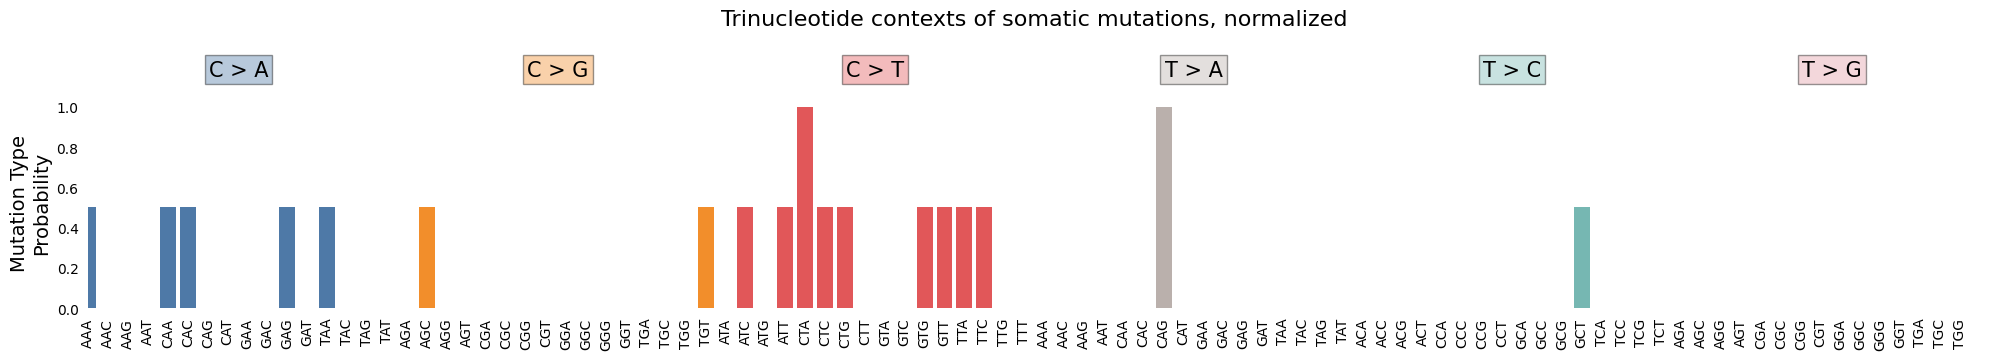 Trinucleotide contexts of somatic mutations, normalized
C > A C > G C > T T > A T > C T > G
Mutation Type
Probability
1.0
0.8
0.6
0.4
0.2
0.0
AAA AAC AAG AAT CAA CAC CAG CAT GAA GAC GAG GAT TAA TAC TAG TAT AGA AGC AGG AGT CGA CGC CGG CGT GGA GGC GGG GGT TGA TGC TGG TGT ATA ATC ATG ATT CTA CTC CTG CTT GTA GTC GTG GTT TTA TTC TTG TTT AAA AAC AAG AAT CAA CAC CAG CAT GAA GAC GAG GAT TAA TAC TAG TAT ACA ACC ACG ACT CCA CCC CCG CCT GCA GCC GCG GCT TCA TCC TCG TCT AGA AGC AGG AGT CGA CGC CGG CGT GGA GGC GGG GGT TGA TGC TGG